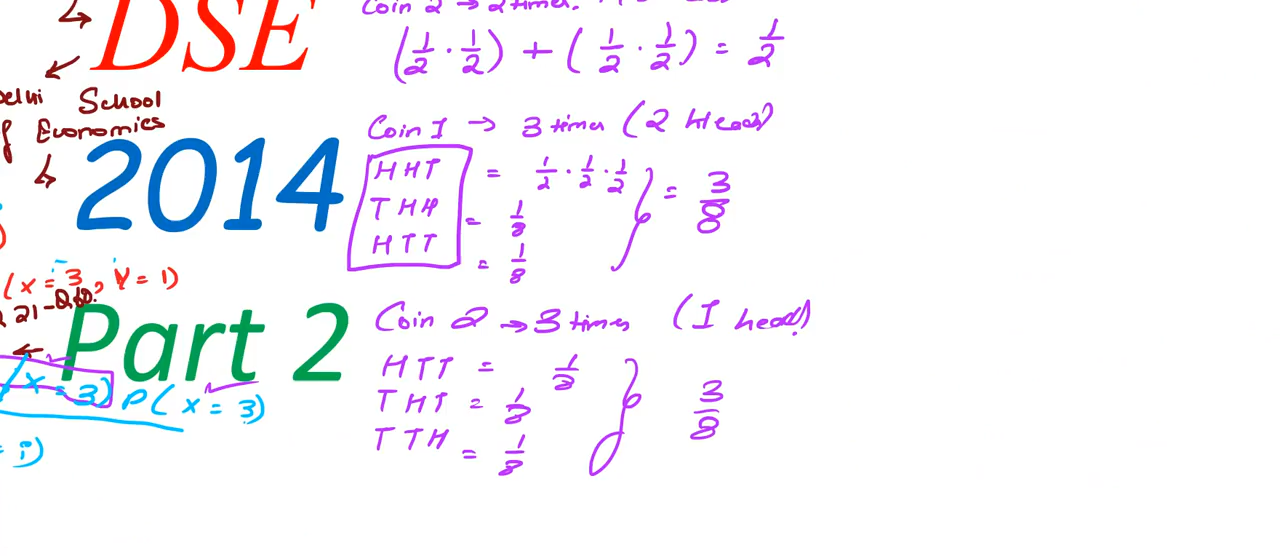 DSE
Delhi School
of Economics
2014
(x = 3, Y = 1)
Part 2
x = 3) P(x = 3)
= i)
Coin 2 → 2 times.
(1/2 · 1/2) + (1/2 · 1/2) = 1/2
Coin I → 3 times (2 Head)
HHT = 1/2 · 1/2 · 1/2 } = 3/8
THH = 1/8
HTT = 1/8
Coin 2 → 3 times (I head)
HTT = 1/8 } 3/8
THT = 1/8
TTH = 1/8